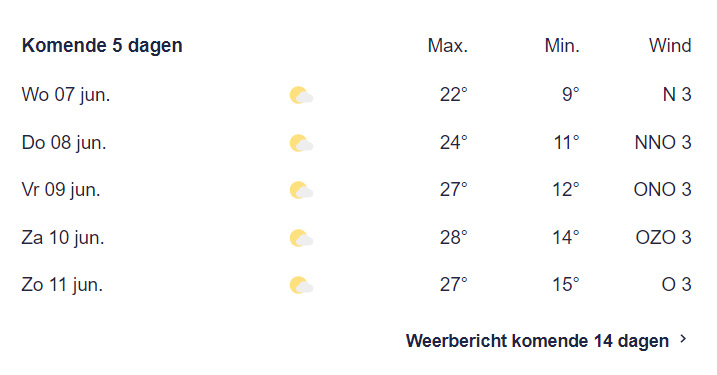 Komende 5 dagen Max. Min. Wind
Wo 07 jun. 22° 9° N 3
Do 08 jun. 24° 11° NNO 3
Vr 09 jun. 27° 12° ONO 3
Za 10 jun. 28° 14° OZO 3
Zo 11 jun. 27° 15° O 3
Weerbericht komende 14 dagen